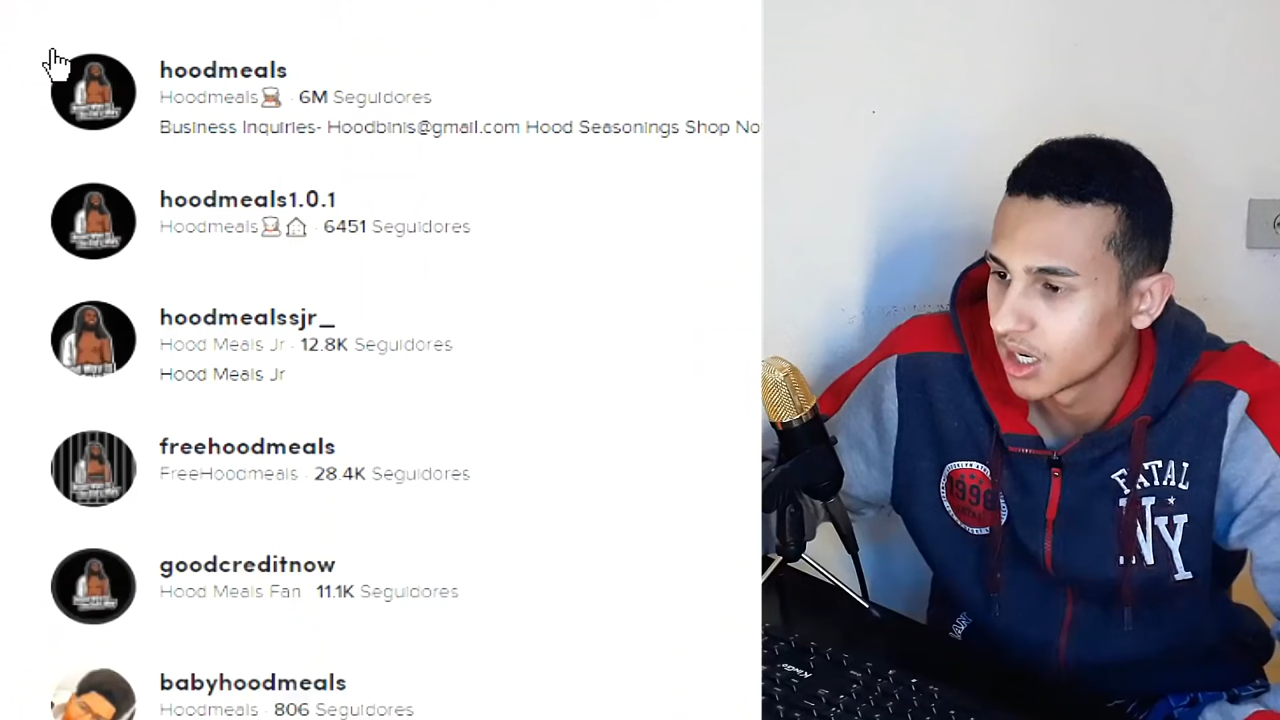 hoodmeals
Hoodmeals · 6M Seguidores
Business Inquiries- Hoodbinis@gmail.com Hood Seasonings Shop No
hoodmeals1.0.1
Hoodmeals · 6451 Seguidores
hoodmealssjr_
Hood Meals Jr · 12.8K Seguidores
Hood Meals Jr
freehoodmeals
FreeHoodmeals · 28.4K Seguidores
goodcreditnow
Hood Meals Fan 11.1K Seguidores
babyhoodmeals
Hoodmeals · 806 Seguidores
1998
FATAL
NY
KinGo